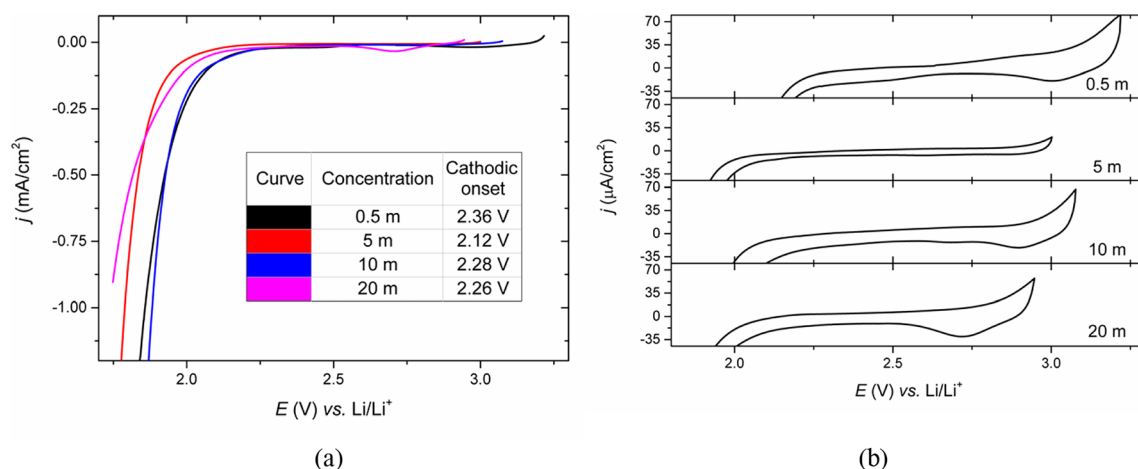 0.00
-0.25
-0.50
-0.75
-1.00
j (mA/cm²)
2.0 2.5 3.0
E (V) vs. Li/Li⁺
Curve Concentration Cathodic onset
0.5 m 2.36 V
5 m 2.12 V
10 m 2.28 V
20 m 2.26 V
(a)
70
35
0
-35
0.5 m
70
35
0
-35
5 m
70
35
0
-35
10 m
70
35
0
-35
20 m
j (µA/cm²)
2.0 2.5 3.0
E (V) vs. Li/Li⁺
(b)